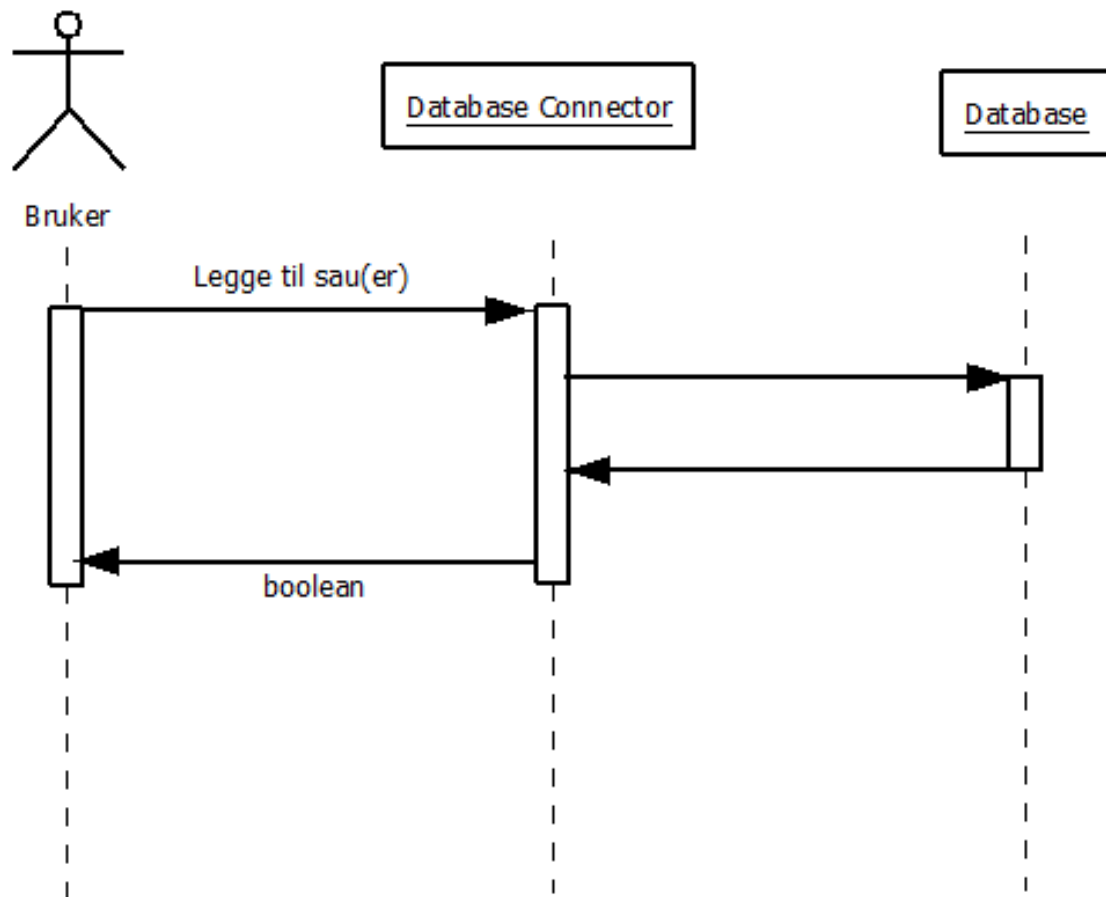 Database Connector
Database
Bruker
Legge til sau(er)
boolean